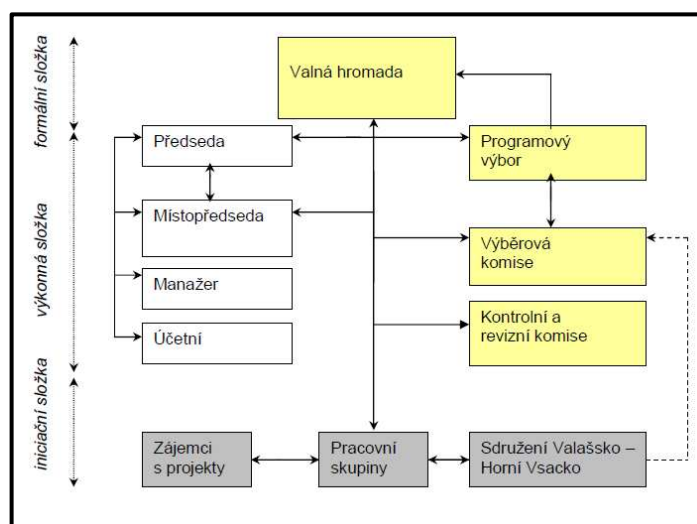 formální složka
výkonná složka
iniciační složka
Valná hromada
Předseda
Programový
výbor
Místopředseda
Výběrová
komise
Manažer
Kontrolní a
revizní komise
Účetní
Zájemci
s projekty
Pracovní
skupiny
Sdružení Valašsko –
Horní Vsacko